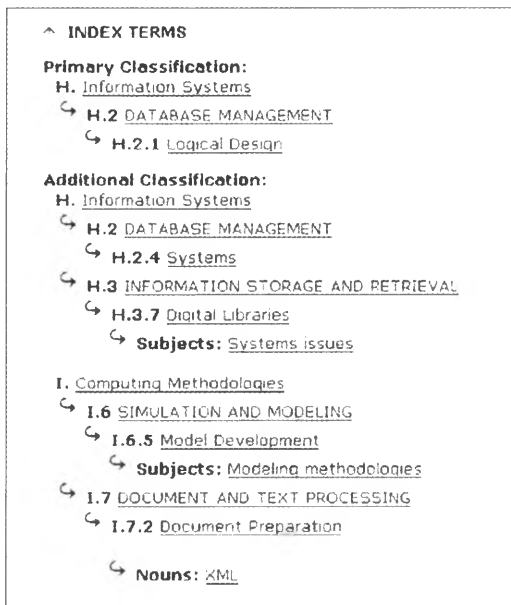 ^ INDEX TERMS
Primary Classification:
H. Information Systems
↪ H.2 DATABASE MANAGEMENT
↪ H.2.1 Logical Design
Additional Classification:
H. Information Systems
↪ H.2 DATABASE MANAGEMENT
↪ H.2.4 Systems
↪ H.3 INFORMATION STORAGE AND RETRIEVAL
↪ H.3.7 Digital Libraries
↪ Subjects: Systems issues
I. Computing Methodologies
↪ I.6 SIMULATION AND MODELING
↪ I.6.5 Model Development
↪ Subjects: Modeling methodologies
↪ I.7 DOCUMENT AND TEXT PROCESSING
↪ I.7.2 Document Preparation
↪ Nouns: XML